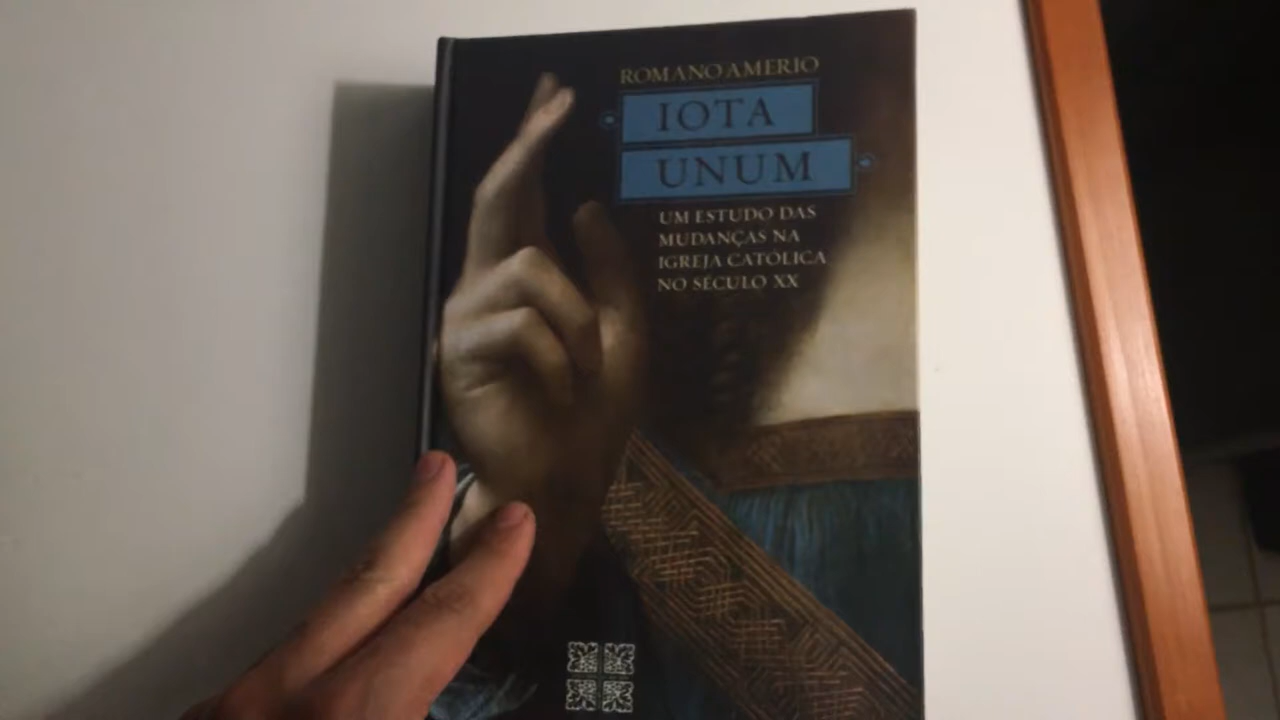 ROMANO AMERIO
IOTA
UNUM
UM ESTUDO DAS
MUDANÇAS NA
IGREJA CATÓLICA
NO SÉCULO XX